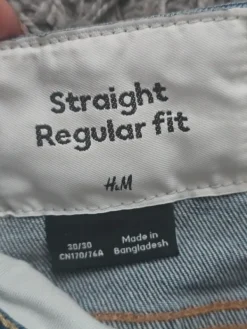 Straight
Regular fit
H&M
30/30
CN170/76A
Made in
Bangladesh